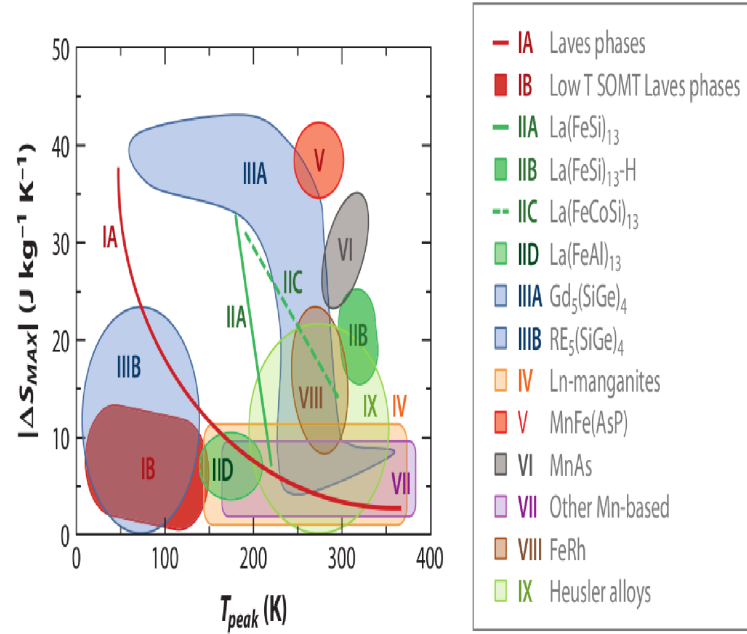 50
40
30
20
10
0
|ΔS_MAX| (J kg⁻¹ K⁻¹)
0 100 200 300 400
T_peak (K)
IA
IIIA
V
VI
IIC
IIA
IIB
IIIB
VIII
IX
IV
IB
IID
VII
IA Laves phases
IB Low T SOMT Laves phases
IIA La(FeSi)₁₃
IIB La(FeSi)₁₃-H
IIC La(FeCoSi)₁₃
IID La(FeAl)₁₃
IIIA Gd₅(SiGe)₄
IIIB RE₅(SiGe)₄
IV Ln-manganites
V MnFe(AsP)
VI MnAs
VII Other Mn-based
VIII FeRh
IX Heusler alloys